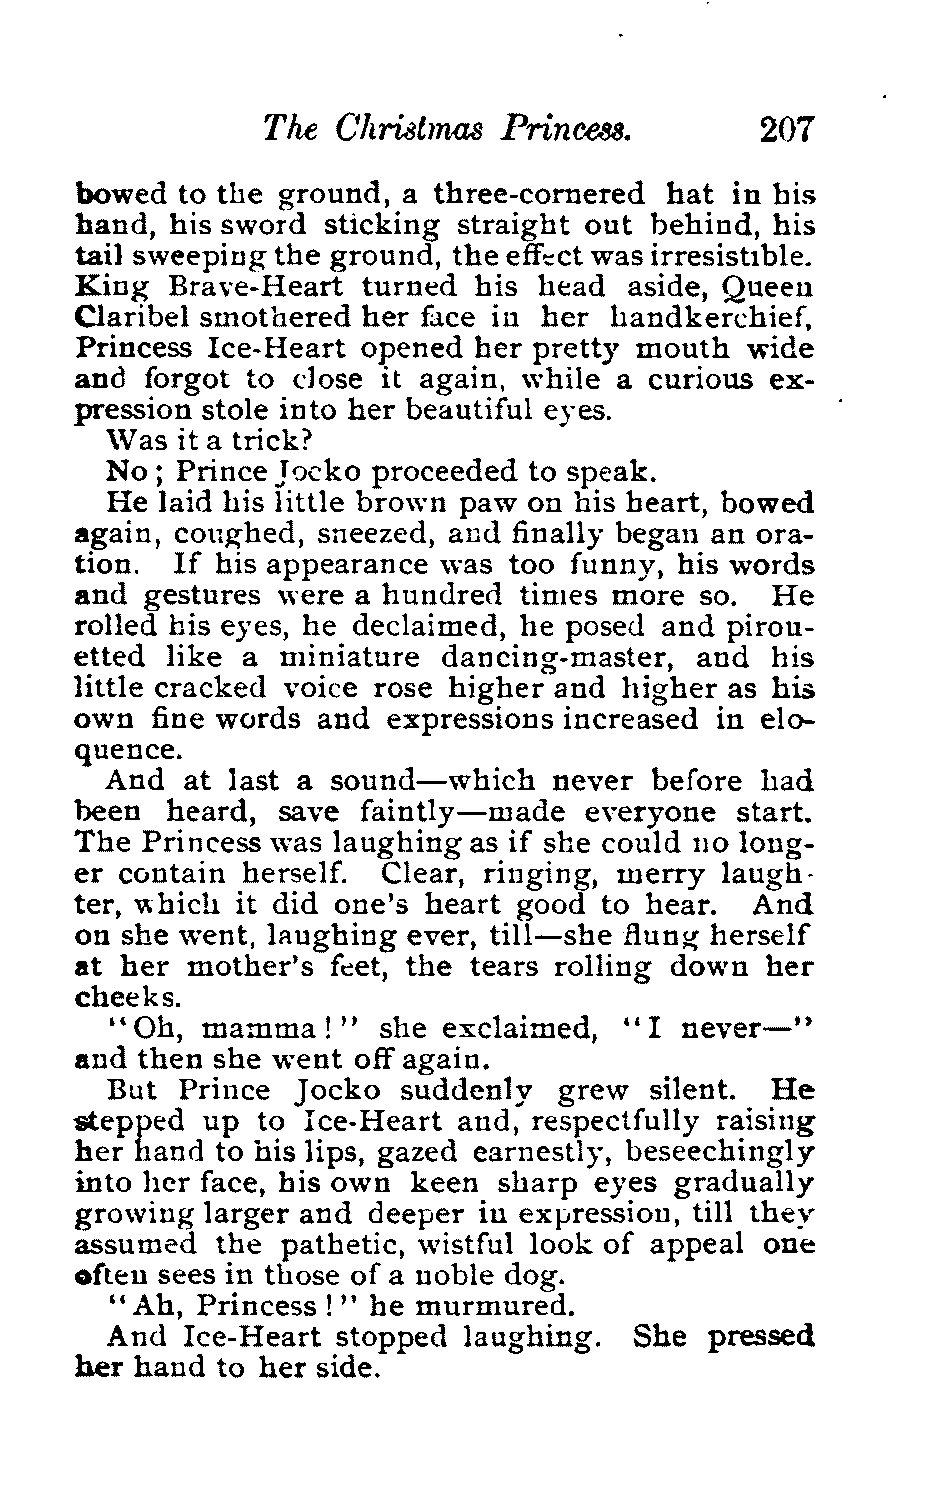 The Christmas Princess. 207
bowed to the ground, a three-cornered hat in his
hand, his sword sticking straight out behind, his
tail sweeping the ground, the effect was irresistible.
King Brave-Heart turned his head aside, Queen
Claribel smothered her face in her handkerchief,
Princess Ice-Heart opened her pretty mouth wide
and forgot to close it again, while a curious ex-
pression stole into her beautiful eyes.
Was it a trick?
No; Prince Jocko proceeded to speak.
He laid his little brown paw on his heart, bowed
again, coughed, sneezed, and finally began an ora-
tion. If his appearance was too funny, his words
and gestures were a hundred times more so. He
rolled his eyes, he declaimed, he posed and pirou-
etted like a miniature dancing-master, and his
little cracked voice rose higher and higher as his
own fine words and expressions increased in elo-
quence.
And at last a sound—which never before had
been heard, save faintly—made everyone start.
The Princess was laughing as if she could no long-
er contain herself. Clear, ringing, merry laugh-
ter, which it did one's heart good to hear. And
on she went, laughing ever, till—she flung herself
at her mother's feet, the tears rolling down her
cheeks.
"Oh, mamma!" she exclaimed, "I never—"
and then she went off again.
But Prince Jocko suddenly grew silent. He
stepped up to Ice-Heart and, respectfully raising
her hand to his lips, gazed earnestly, beseechingly
into her face, his own keen sharp eyes gradually
growing larger and deeper in expression, till they
assumed the pathetic, wistful look of appeal one
often sees in those of a noble dog.
"Ah, Princess!" he murmured.
And Ice-Heart stopped laughing. She pressed
her hand to her side.